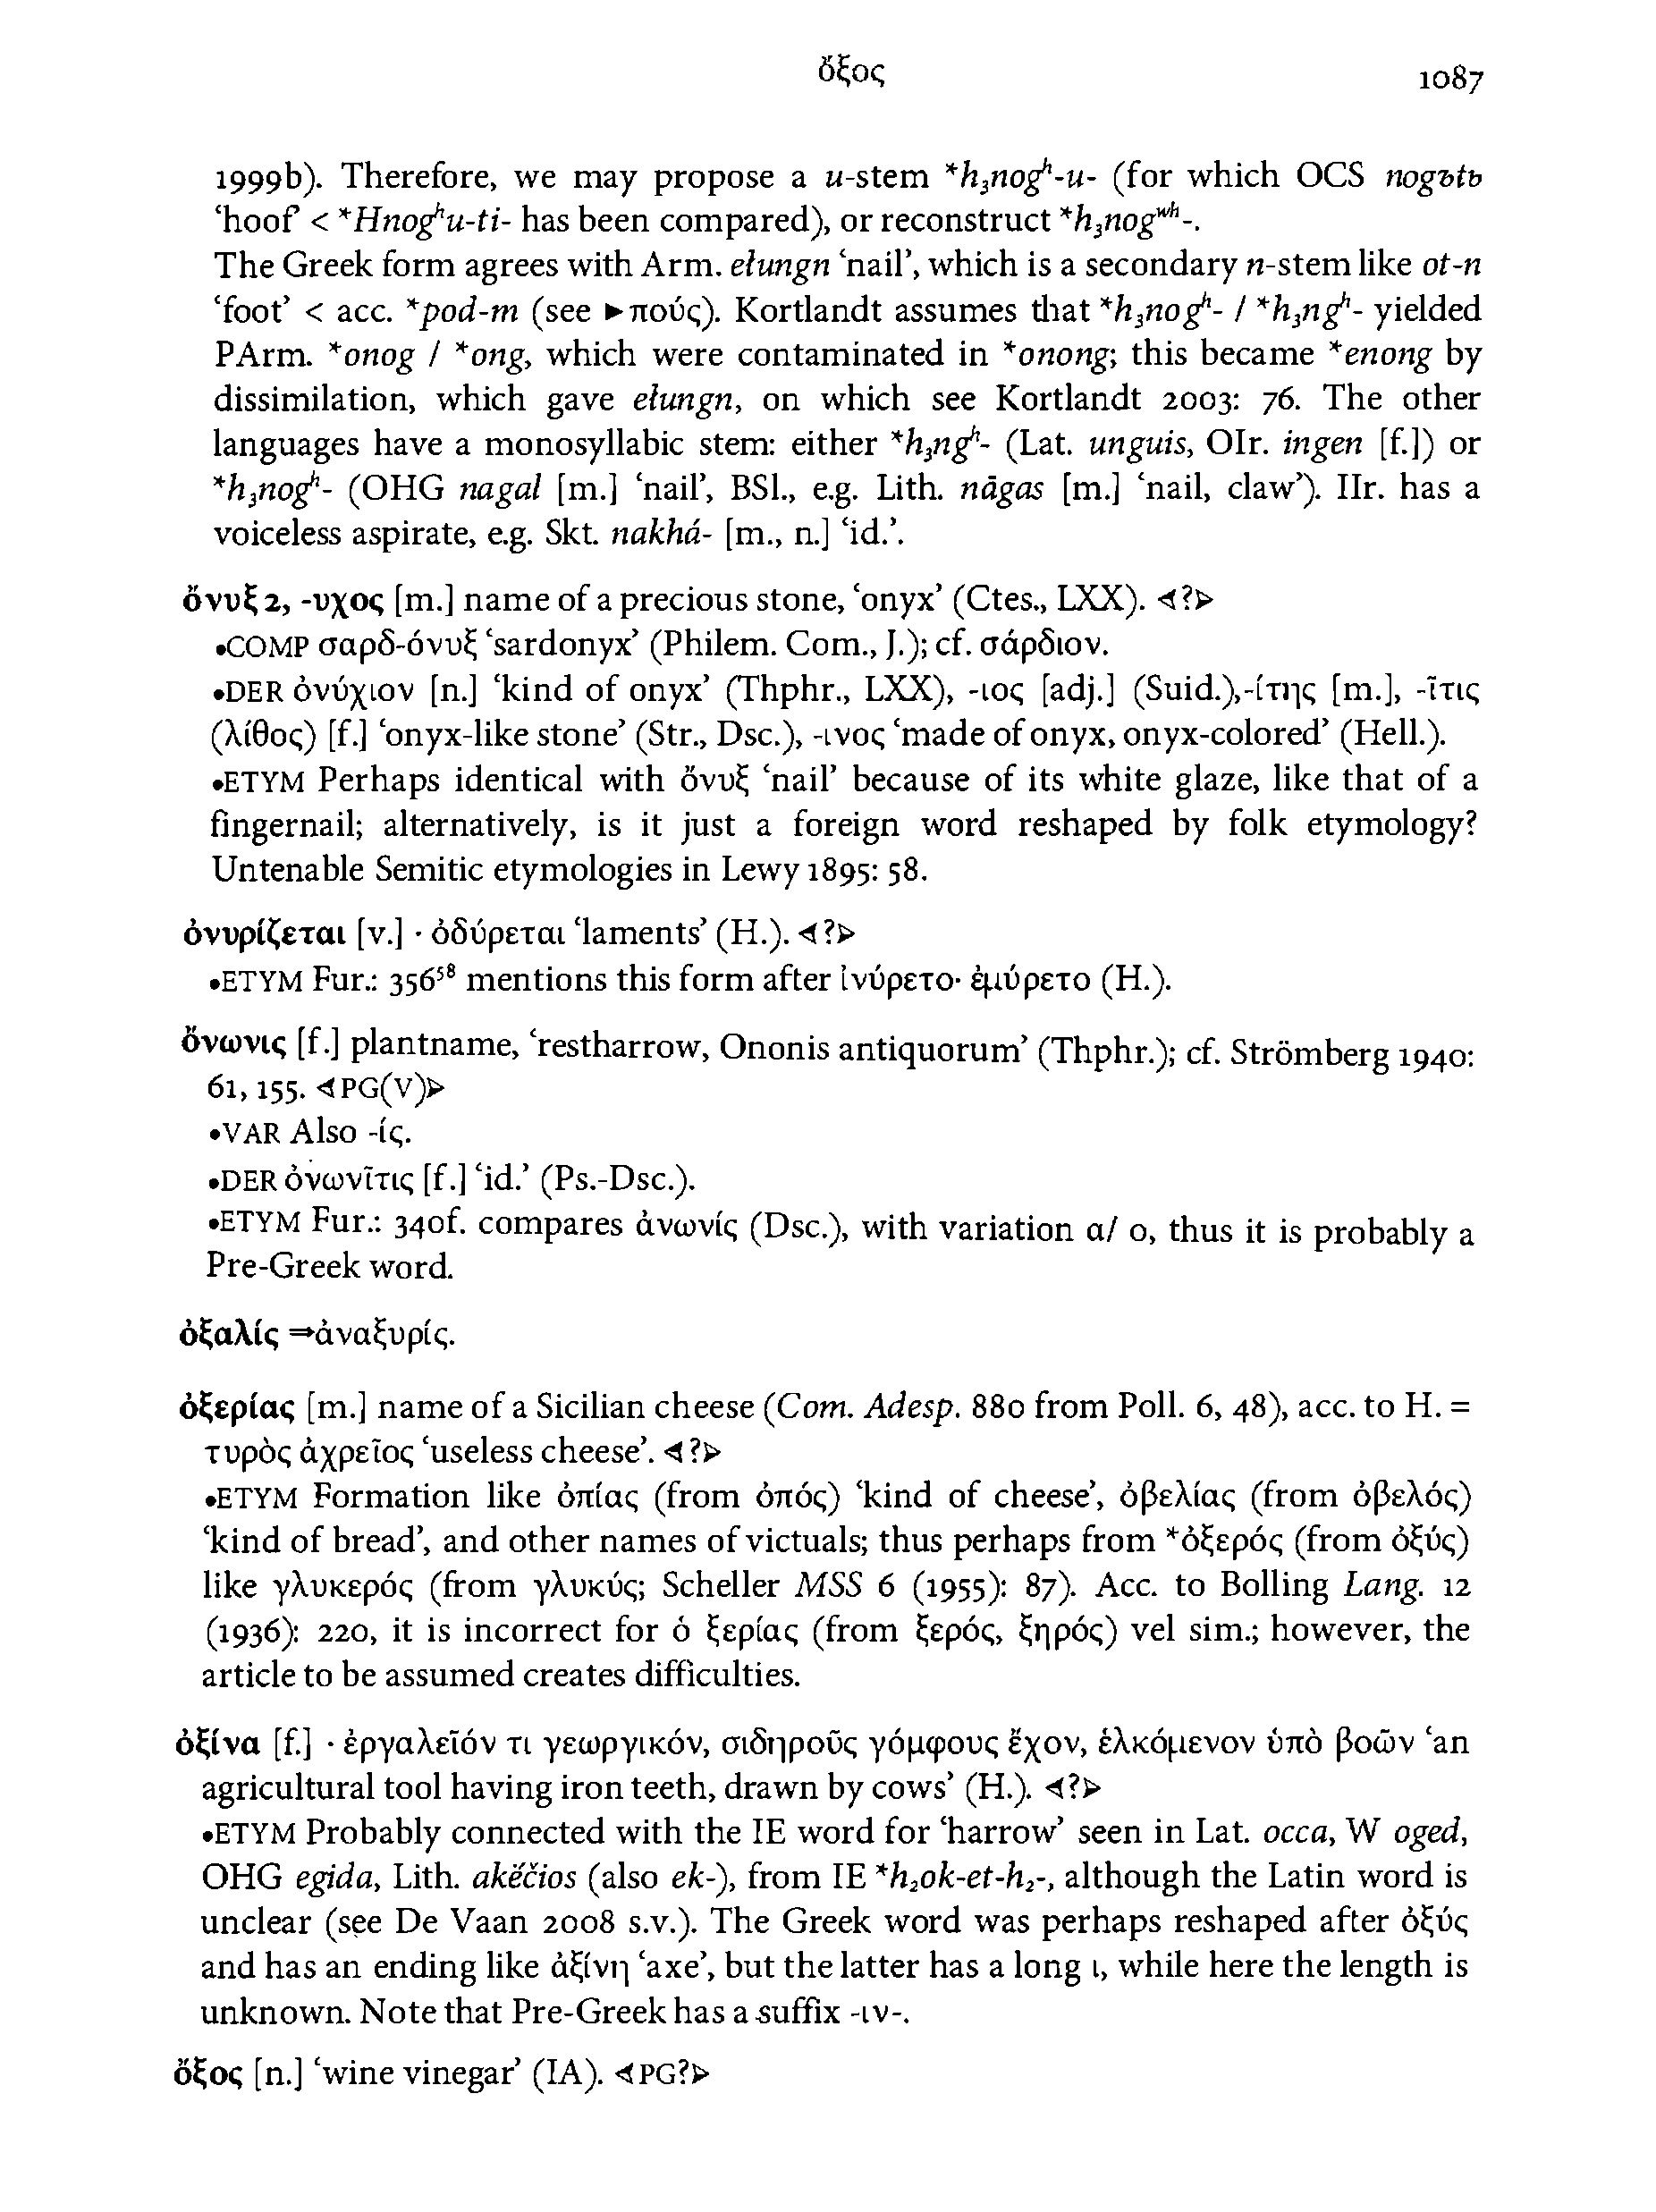 ὄξος 1087
1999b). Therefore, we may propose a u-stem *h₃nogʰ-u- (for which OCS nogъtь
‘hoof’ < *Hnogʰu-ti- has been compared), or reconstruct *h₃nogʷʰ-.
The Greek form agrees with Arm. ełungn ‘nail’, which is a secondary n-stem like ot-n
‘foot’ < acc. *pod-m (see ►πούς). Kortlandt assumes that *h₃nogʰ- / *h₃ngʰ- yielded
PArm. *onog / *ong, which were contaminated in *onong; this became *enong by
dissimilation, which gave ełungn, on which see Kortlandt 2003: 76. The other
languages have a monosyllabic stem: either *h₃ngʰ- (Lat. unguis, OIr. ingen [f.]) or
*h₃nogʰ- (OHG nagal [m.] ‘nail’, BSl., e.g. Lith. nãgas [m.] ‘nail, claw’). IIr. has a
voiceless aspirate, e.g. Skt. nakhá- [m., n.] ‘id.’.
ὄνυξ 2, -υχος [m.] name of a precious stone, ‘onyx’ (Ctes., LXX). ◁?▷
•COMP σαρδ-όνυξ ‘sardonyx’ (Philem. Com., J.); cf. σάρδιον.
•DER ὀνύχιον [n.] ‘kind of onyx’ (Thphr., LXX), -ιος [adj.] (Suid.),-ίτης [m.], -ῖτις
(λίθος) [f.] ‘onyx-like stone’ (Str., Dsc.), -ινος ‘made of onyx, onyx-colored’ (Hell.).
•ETYM Perhaps identical with ὄνυξ ‘nail’ because of its white glaze, like that of a
fingernail; alternatively, is it just a foreign word reshaped by folk etymology?
Untenable Semitic etymologies in Lewy 1895: 58.
ὀνυρίζεται [v.] · ὀδύρεται ‘laments’ (H.). ◁?▷
•ETYM Fur.: 356⁵⁸ mentions this form after ἰνύρετο· ἐμύρετο (H.).
ὄνωνις [f.] plantname, ‘restharrow, Ononis antiquorum’ (Thphr.); cf. Strömberg 1940:
61, 155. ◁PG(V)▷
•VAR Also -ίς.
•DER ὀνωνῖτις [f.] ‘id.’ (Ps.-Dsc.).
•ETYM Fur.: 340f. compares ἀνωνίς (Dsc.), with variation α/ ο, thus it is probably a
Pre-Greek word.
ὀξαλίς ⇒ἀναξυρίς.
ὀξερίας [m.] name of a Sicilian cheese (Com. Adesp. 880 from Poll. 6, 48), acc. to H. =
τυρὸς ἀχρεῖος ‘useless cheese’. ◁?▷
•ETYM Formation like ὀπίας (from ὀπός) ‘kind of cheese’, ὀβελίας (from ὀβελός)
‘kind of bread’, and other names of victuals; thus perhaps from *ὀξερός (from ὀξύς)
like γλυκερός (from γλυκύς; Scheller MSS 6 (1955): 87). Acc. to Bolling Lang. 12
(1936): 220, it is incorrect for ὁ ξερίας (from ξερός, ξηρός) vel sim.; however, the
article to be assumed creates difficulties.
ὀξίνα [f.] · ἐργαλεῖόν τι γεωργικόν, σιδηροῦς γόμφους ἔχον, ἑλκόμενον ὑπὸ βοῶν ‘an
agricultural tool having iron teeth, drawn by cows’ (H.). ◁?▷
•ETYM Probably connected with the IE word for ‘harrow’ seen in Lat. occa, W oged,
OHG egida, Lith. akė́čios (also ek-), from IE *h₂ok-et-h₂-, although the Latin word is
unclear (see De Vaan 2008 s.v.). The Greek word was perhaps reshaped after ὀξύς
and has an ending like ἀξίνη ‘axe’, but the latter has a long ι, while here the length is
unknown. Note that Pre-Greek has a suffix -ιν-.
ὄξος [n.] ‘wine vinegar’ (IA). ◁PG?▷